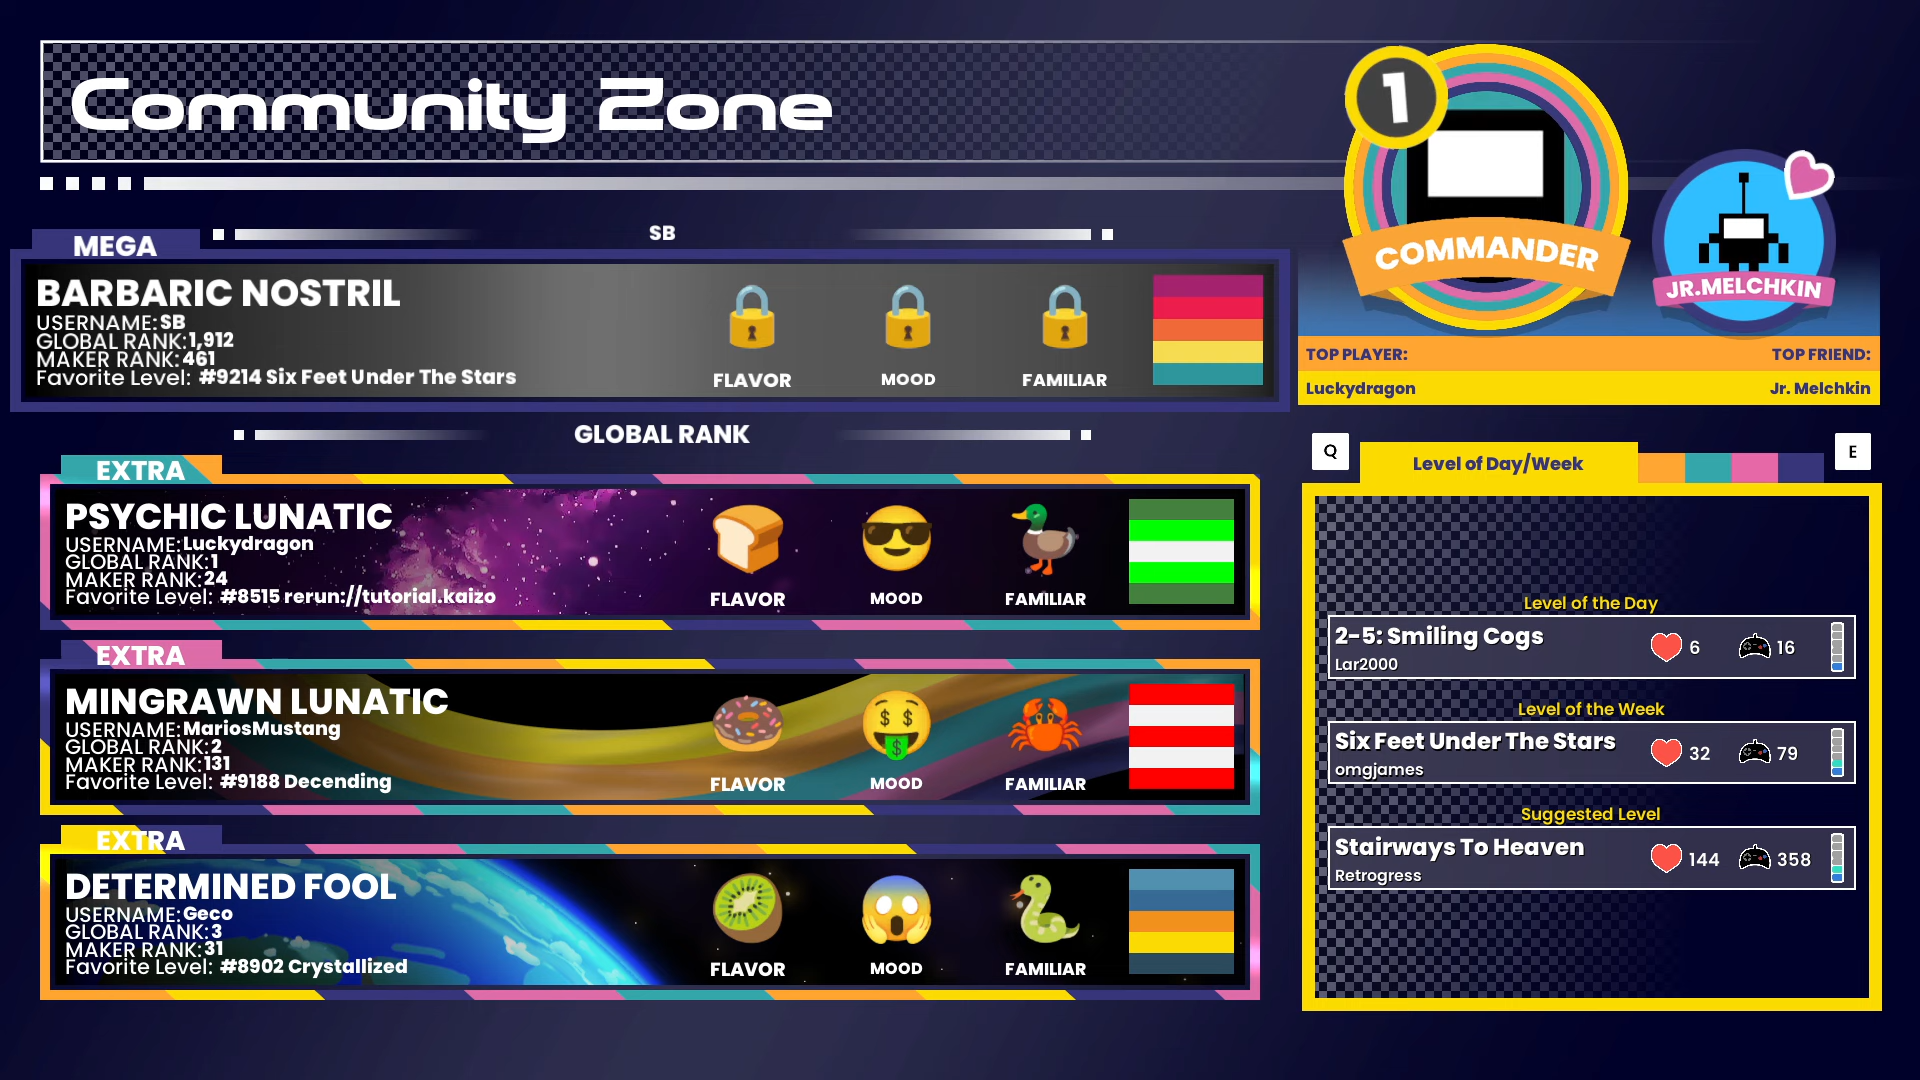 Community Zone
1
COMMANDER
JR.MELCHKIN
TOP PLAYER:
TOP FRIEND:
Luckydragon
Jr. Melchkin
SB
MEGA
BARBARIC NOSTRIL
USERNAME: SB
GLOBAL RANK: 1,912
MAKER RANK: 461
Favorite Level: #9214 Six Feet Under The Stars
FLAVOR
MOOD
FAMILIAR
GLOBAL RANK
EXTRA
PSYCHIC LUNATIC
USERNAME: Luckydragon
GLOBAL RANK: 1
MAKER RANK: 24
Favorite Level: #8515 rerun://tutorial.kaizo
FLAVOR
MOOD
FAMILIAR
EXTRA
MINGRAWN LUNATIC
USERNAME: MariosMustang
GLOBAL RANK: 2
MAKER RANK: 131
Favorite Level: #9188 Decending
FLAVOR
MOOD
FAMILIAR
EXTRA
DETERMINED FOOL
USERNAME: Geco
GLOBAL RANK: 3
MAKER RANK: 31
Favorite Level: #8902 Crystallized
FLAVOR
MOOD
FAMILIAR
Q
Level of Day/Week
E
Level of the Day
2-5: Smiling Cogs
Lar2000
6
16
Level of the Week
Six Feet Under The Stars
omgjames
32
79
Suggested Level
Stairways To Heaven
Retrogress
144
358